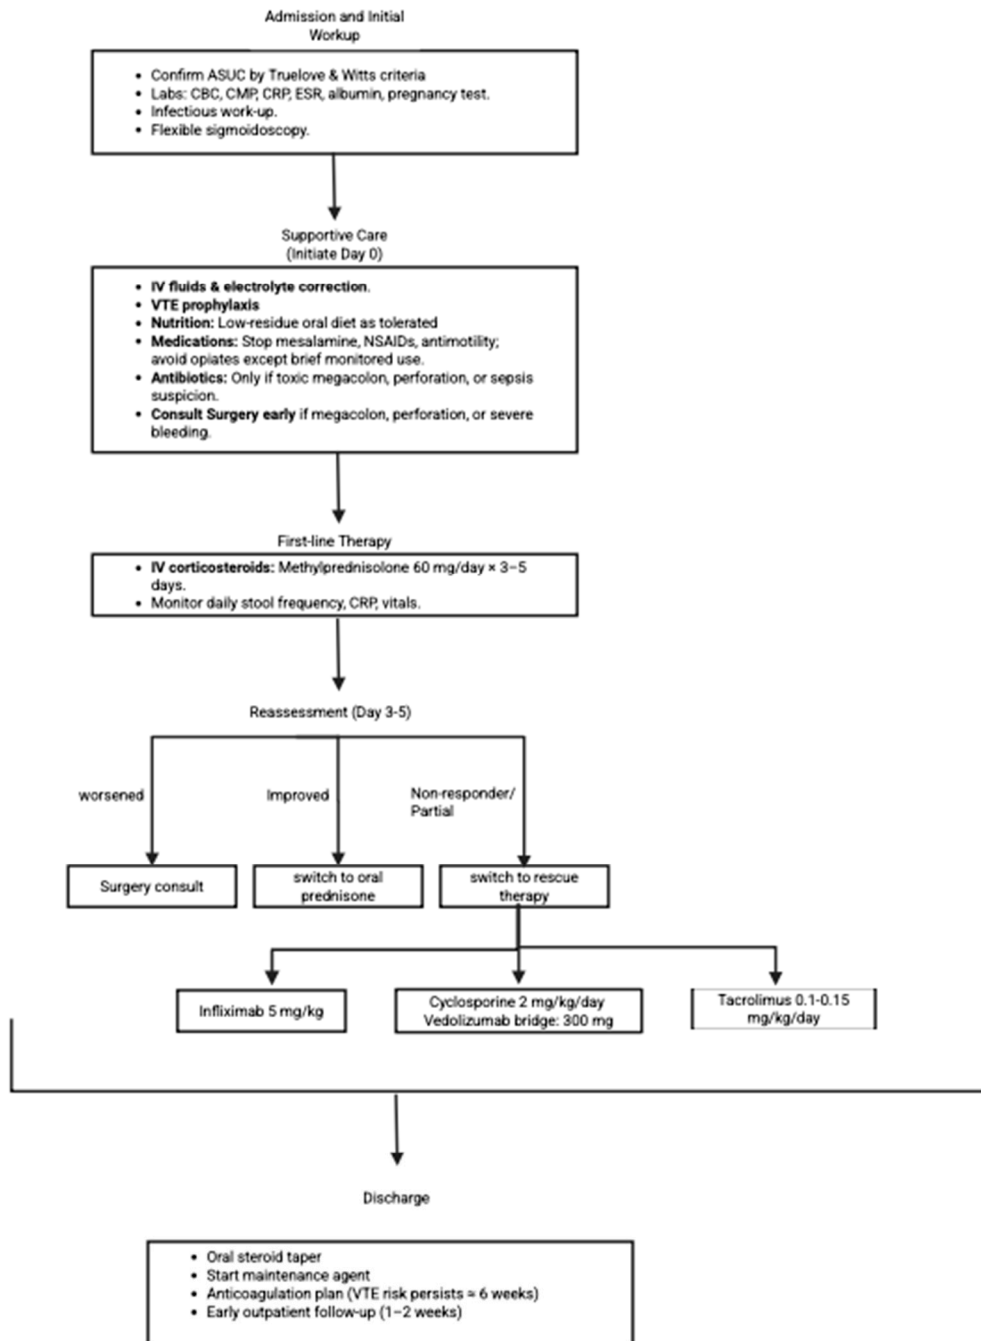 Admission and Initial
Workup
• Confirm ASUC by Truelove & Witts criteria
• Labs: CBC, CMP, CRP, ESR, albumin, pregnancy test.
• Infectious work-up.
• Flexible sigmoidoscopy.
Supportive Care
(Initiate Day 0)
• IV fluids & electrolyte correction.
• VTE prophylaxis
• Nutrition: Low-residue oral diet as tolerated
• Medications: Stop mesalamine, NSAIDs, antimotility;
avoid opiates except brief monitored use.
• Antibiotics: Only if toxic megacolon, perforation, or sepsis
suspicion.
• Consult Surgery early if megacolon, perforation, or severe
bleeding.
First-line Therapy
• IV corticosteroids: Methylprednisolone 60 mg/day × 3–5
days.
• Monitor daily stool frequency, CRP, vitals.
Reassessment (Day 3-5)
worsened
Improved
Non-responder/
Partial
Surgery consult
switch to oral
prednisone
switch to rescue
therapy
Infliximab 5 mg/kg
Cyclosporine 2 mg/kg/day
Vedolizumab bridge: 300 mg
Tacrolimus 0.1-0.15
mg/kg/day
Discharge
• Oral steroid taper
• Start maintenance agent
• Anticoagulation plan (VTE risk persists ≈ 6 weeks)
• Early outpatient follow-up (1–2 weeks)